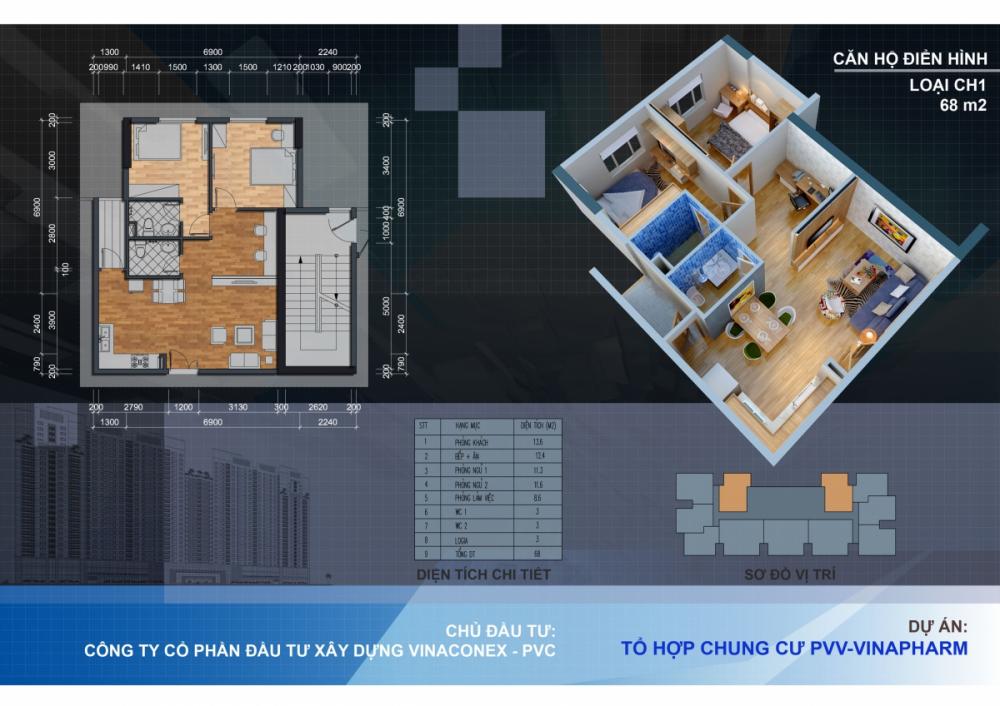 CĂN HỘ ĐIỂN HÌNH
LOẠI CH1
68 m2
1300 6900 2240
200 990 1410 1500 1300 1500 1210 200 1030 900 200
200 3000 2800 100 3900 200
6900 2400 790
200 3400 1000 400 5000 200
6900 2400 790
200 2790 1200 3130 300 2620 200
1300 6900 2240
STT HẠNG MỤC DIỆN TÍCH (M2)
1 PHÒNG KHÁCH 13,6
2 BẾP + ĂN 12,4
3 PHÒNG NGỦ 1 11,3
4 PHÒNG NGỦ 2 11,6
5 PHÒNG LÀM VIỆC 8,6
6 WC 1 3
7 WC 2 3
8 LOGIA 3
9 TỔNG DT 68
DIỆN TÍCH CHI TIẾT
SƠ ĐỒ VỊ TRÍ
CHỦ ĐẦU TƯ:
CÔNG TY CỔ PHẦN ĐẦU TƯ XÂY DỰNG VINACONEX - PVC
DỰ ÁN:
TỔ HỢP CHUNG CƯ PVV-VINAPHARM